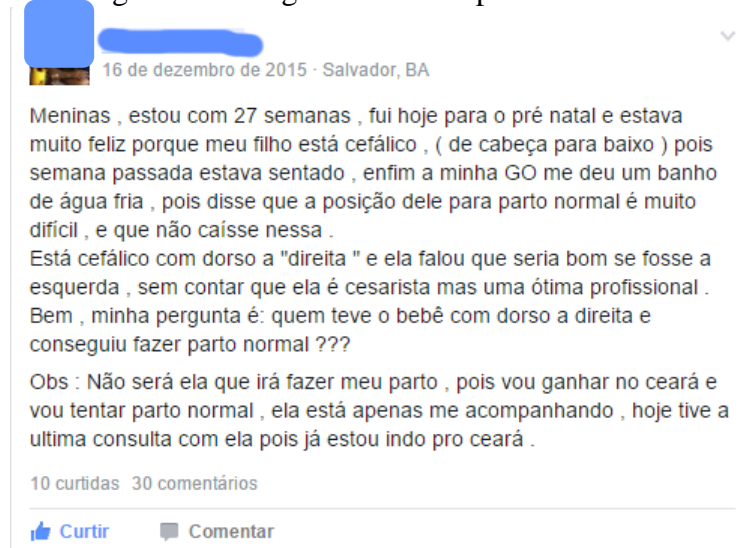 16 de dezembro de 2015 · Salvador, BA
Meninas , estou com 27 semanas , fui hoje para o pré natal e estava
muito feliz porque meu filho está cefálico , ( de cabeça para baixo ) pois
semana passada estava sentado , enfim a minha GO me deu um banho
de água fria , pois disse que a posição dele para parto normal é muito
difícil , e que não caísse nessa .
Está cefálico com dorso a "direita " e ela falou que seria bom se fosse a
esquerda , sem contar que ela é cesarista mas uma ótima profissional .
Bem , minha pergunta é: quem teve o bebê com dorso a direita e
conseguiu fazer parto normal ???
Obs : Não será ela que irá fazer meu parto , pois vou ganhar no ceará e
vou tentar parto normal , ela está apenas me acompanhando , hoje tive a
ultima consulta com ela pois já estou indo pro ceará .
10 curtidas 30 comentários
Curtir Comentar